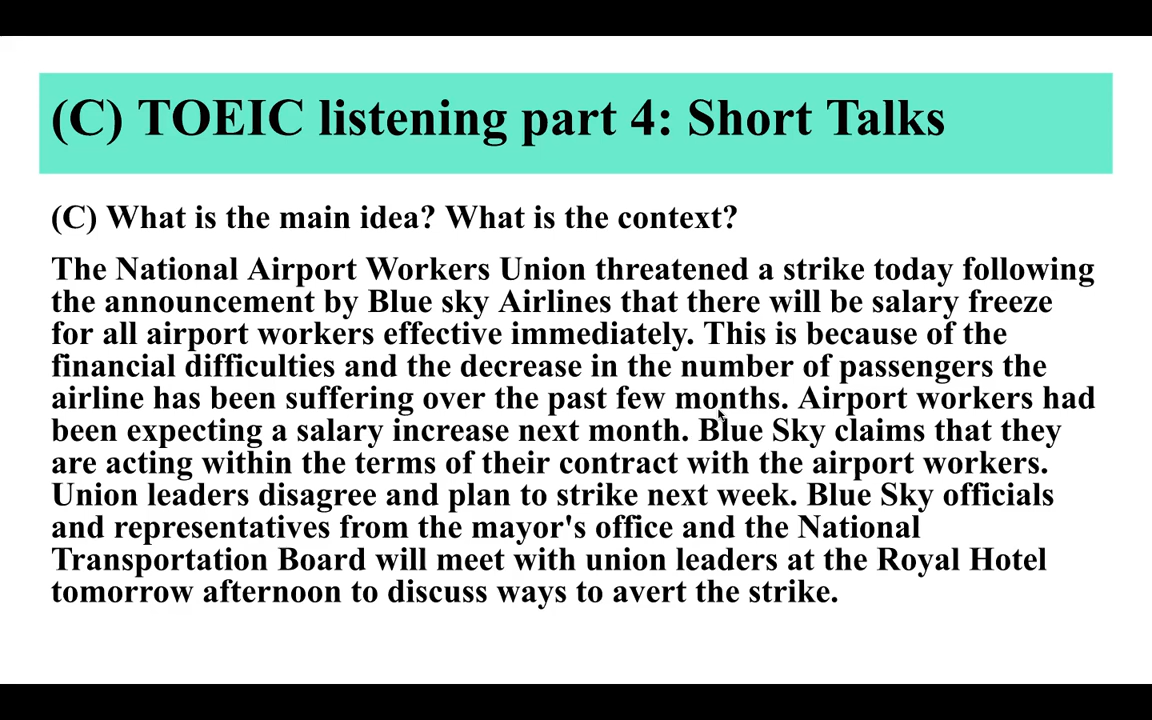 (C) TOEIC listening part 4: Short Talks
(C) What is the main idea? What is the context?
The National Airport Workers Union threatened a strike today following
the announcement by Blue sky Airlines that there will be salary freeze
for all airport workers effective immediately. This is because of the
financial difficulties and the decrease in the number of passengers the
airline has been suffering over the past few months. Airport workers had
been expecting a salary increase next month. Blue Sky claims that they
are acting within the terms of their contract with the airport workers.
Union leaders disagree and plan to strike next week. Blue Sky officials
and representatives from the mayor's office and the National
Transportation Board will meet with union leaders at the Royal Hotel
tomorrow afternoon to discuss ways to avert the strike.